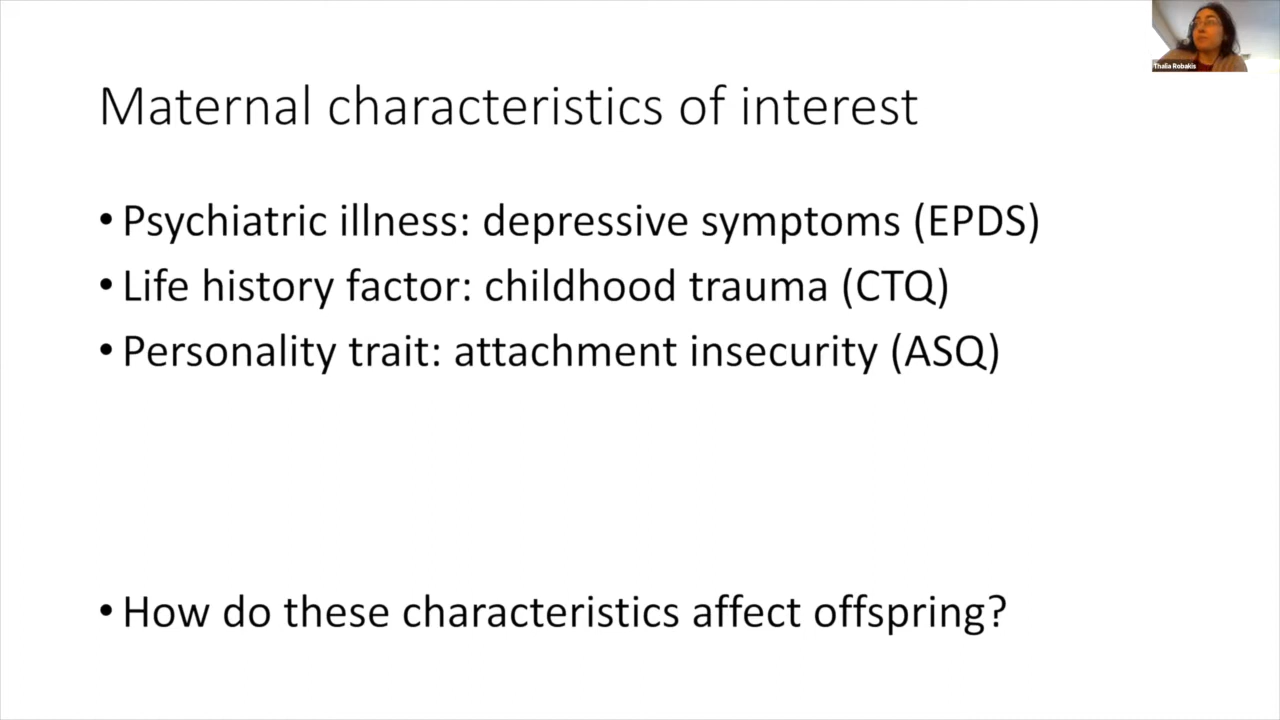 Thalia Robakis
Maternal characteristics of interest
• Psychiatric illness: depressive symptoms (EPDS)
• Life history factor: childhood trauma (CTQ)
• Personality trait: attachment insecurity (ASQ)
• How do these characteristics affect offspring?